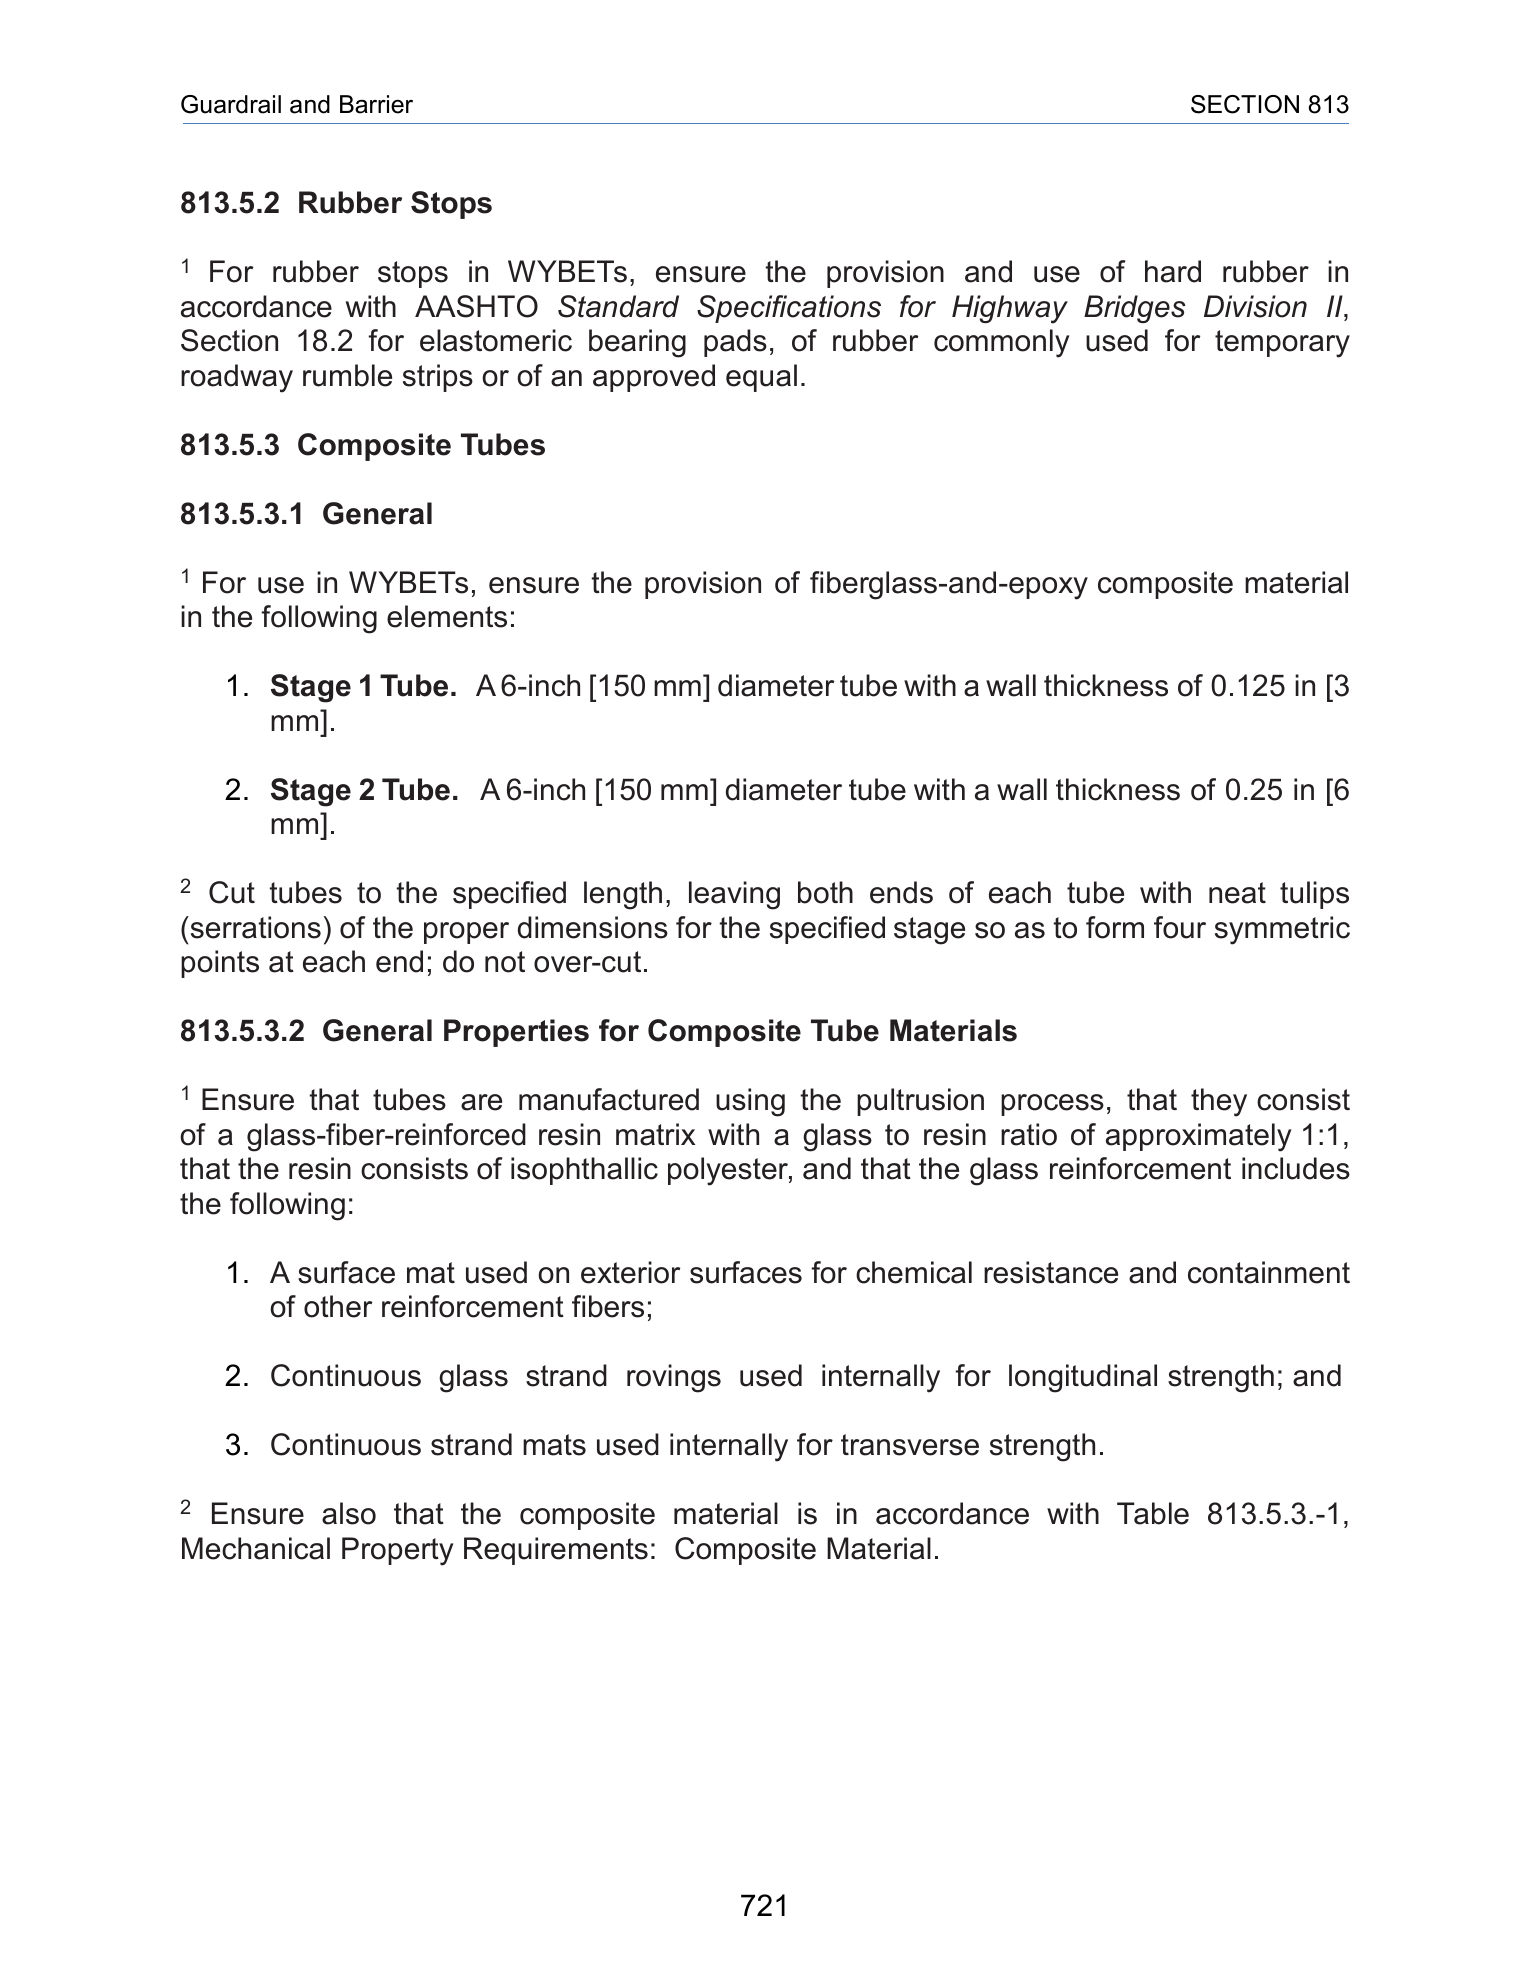 Guardrail and Barrier SECTION 813
813.5.2 Rubber Stops
1 For rubber stops in WYBETs, ensure the provision and use of hard rubber in
accordance with AASHTO Standard Specifications for Highway Bridges Division II,
Section 18.2 for elastomeric bearing pads, of rubber commonly used for temporary
roadway rumble strips or of an approved equal.
813.5.3 Composite Tubes
813.5.3.1 General
1 For use in WYBETs, ensure the provision of fiberglass-and-epoxy composite material
in the following elements:
1. Stage 1 Tube. A 6-inch [150 mm] diameter tube with a wall thickness of 0.125 in [3
mm].
2. Stage 2 Tube. A 6-inch [150 mm] diameter tube with a wall thickness of 0.25 in [6
mm].
2 Cut tubes to the specified length, leaving both ends of each tube with neat tulips
(serrations) of the proper dimensions for the specified stage so as to form four symmetric
points at each end; do not over-cut.
813.5.3.2 General Properties for Composite Tube Materials
1 Ensure that tubes are manufactured using the pultrusion process, that they consist
of a glass-fiber-reinforced resin matrix with a glass to resin ratio of approximately 1:1,
that the resin consists of isophthallic polyester, and that the glass reinforcement includes
the following:
1. A surface mat used on exterior surfaces for chemical resistance and containment
of other reinforcement fibers;
2. Continuous glass strand rovings used internally for longitudinal strength; and
3. Continuous strand mats used internally for transverse strength.
2 Ensure also that the composite material is in accordance with Table 813.5.3.-1,
Mechanical Property Requirements: Composite Material.
721